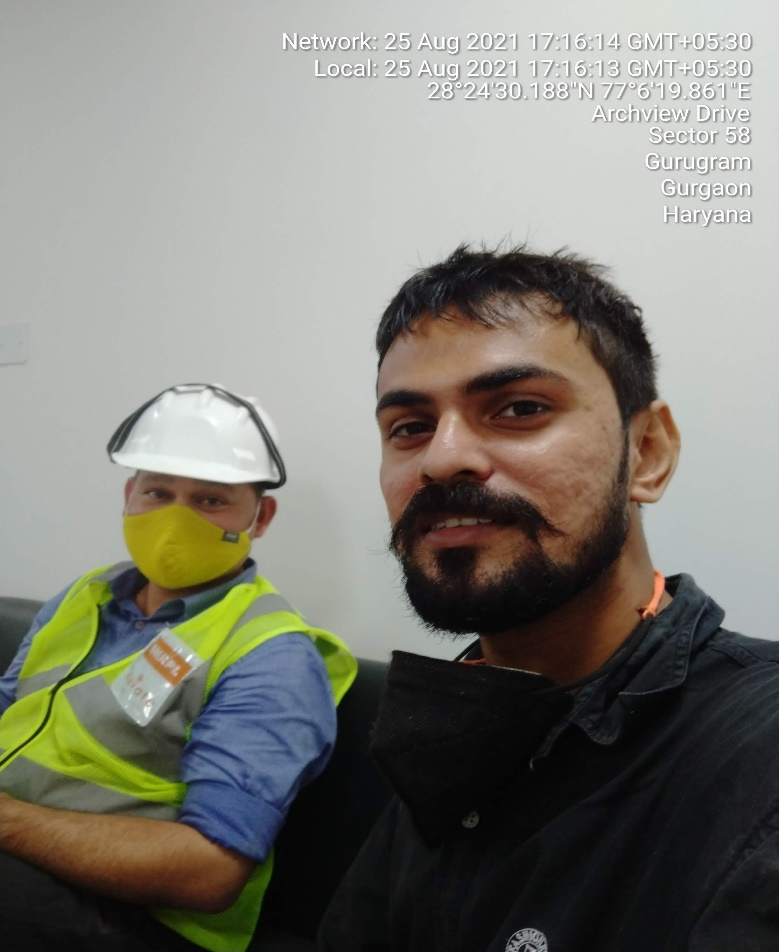 Network: 25 Aug 2021 17:16:14 GMT+05:30
Local: 25 Aug 2021 17:16:13 GMT+05:30
28°24'30.188"N 77°6'19.861"E
Archview Drive
Sector 58
Gurugram
Gurgaon
Haryana